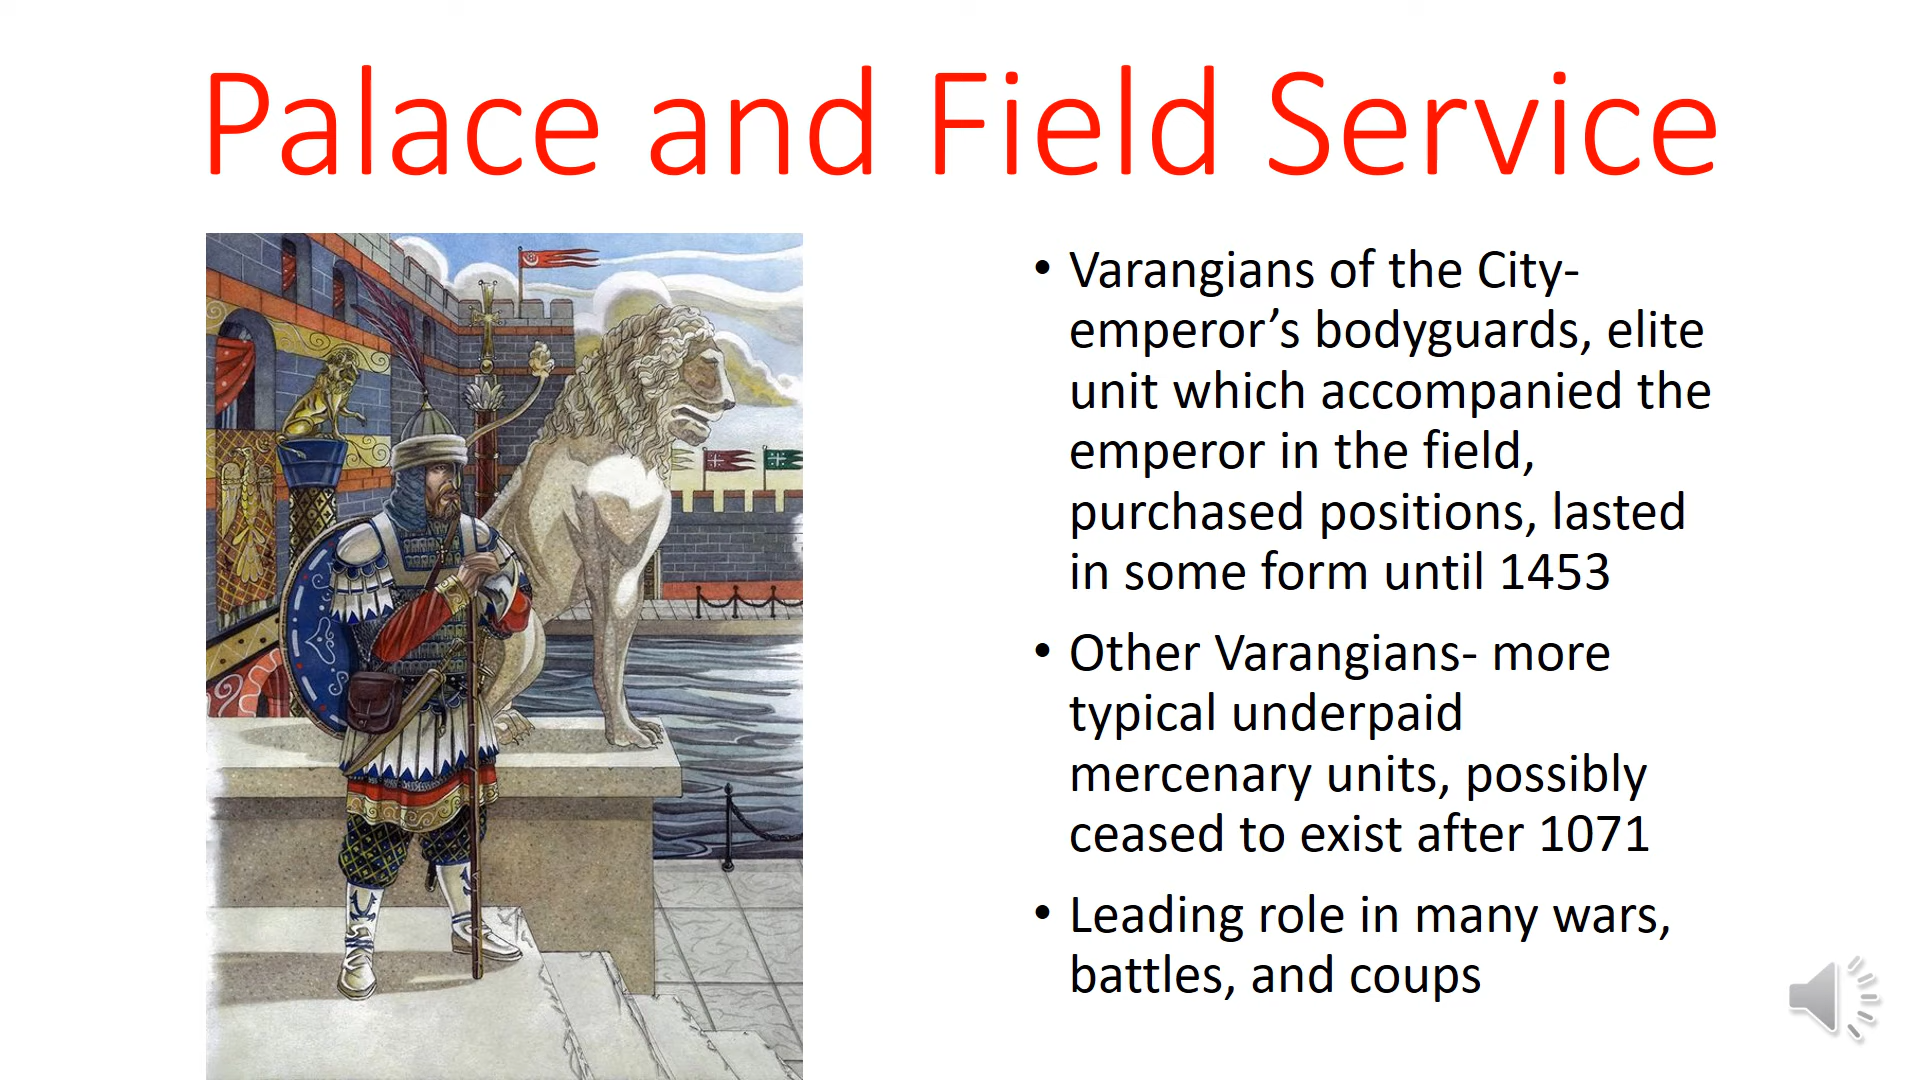 Palace and Field Service
• Varangians of the City-
emperor’s bodyguards, elite
unit which accompanied the
emperor in the field,
purchased positions, lasted
in some form until 1453
• Other Varangians- more
typical underpaid
mercenary units, possibly
ceased to exist after 1071
• Leading role in many wars,
battles, and coups